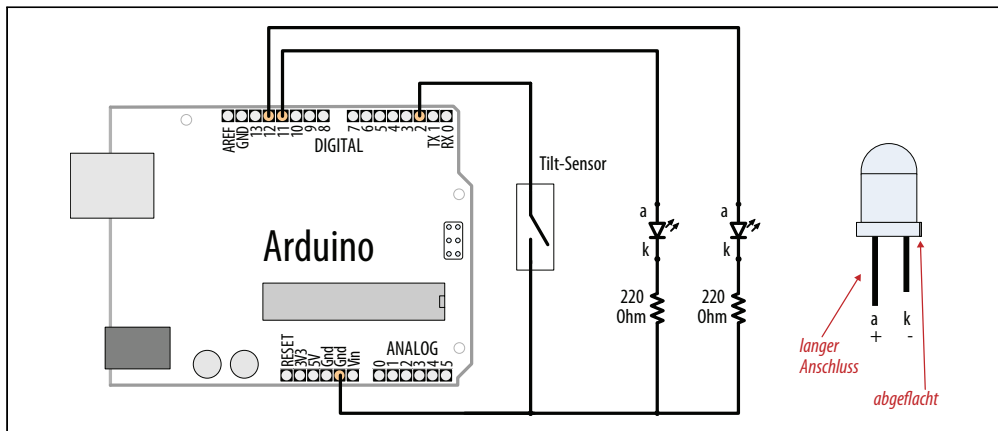 AREF
GND
13
12
11
10
9
8
7
6
5
4
3
2
TX 1
RX 0
DIGITAL
Tilt-Sensor
Arduino
a
k
220
Ohm
a
k
220
Ohm
a
+
k
-
langer
Anschluss
abgeflacht
RESET
3V3
5V
Gnd
Gnd
Vin
ANALOG
0
1
2
3
4
5